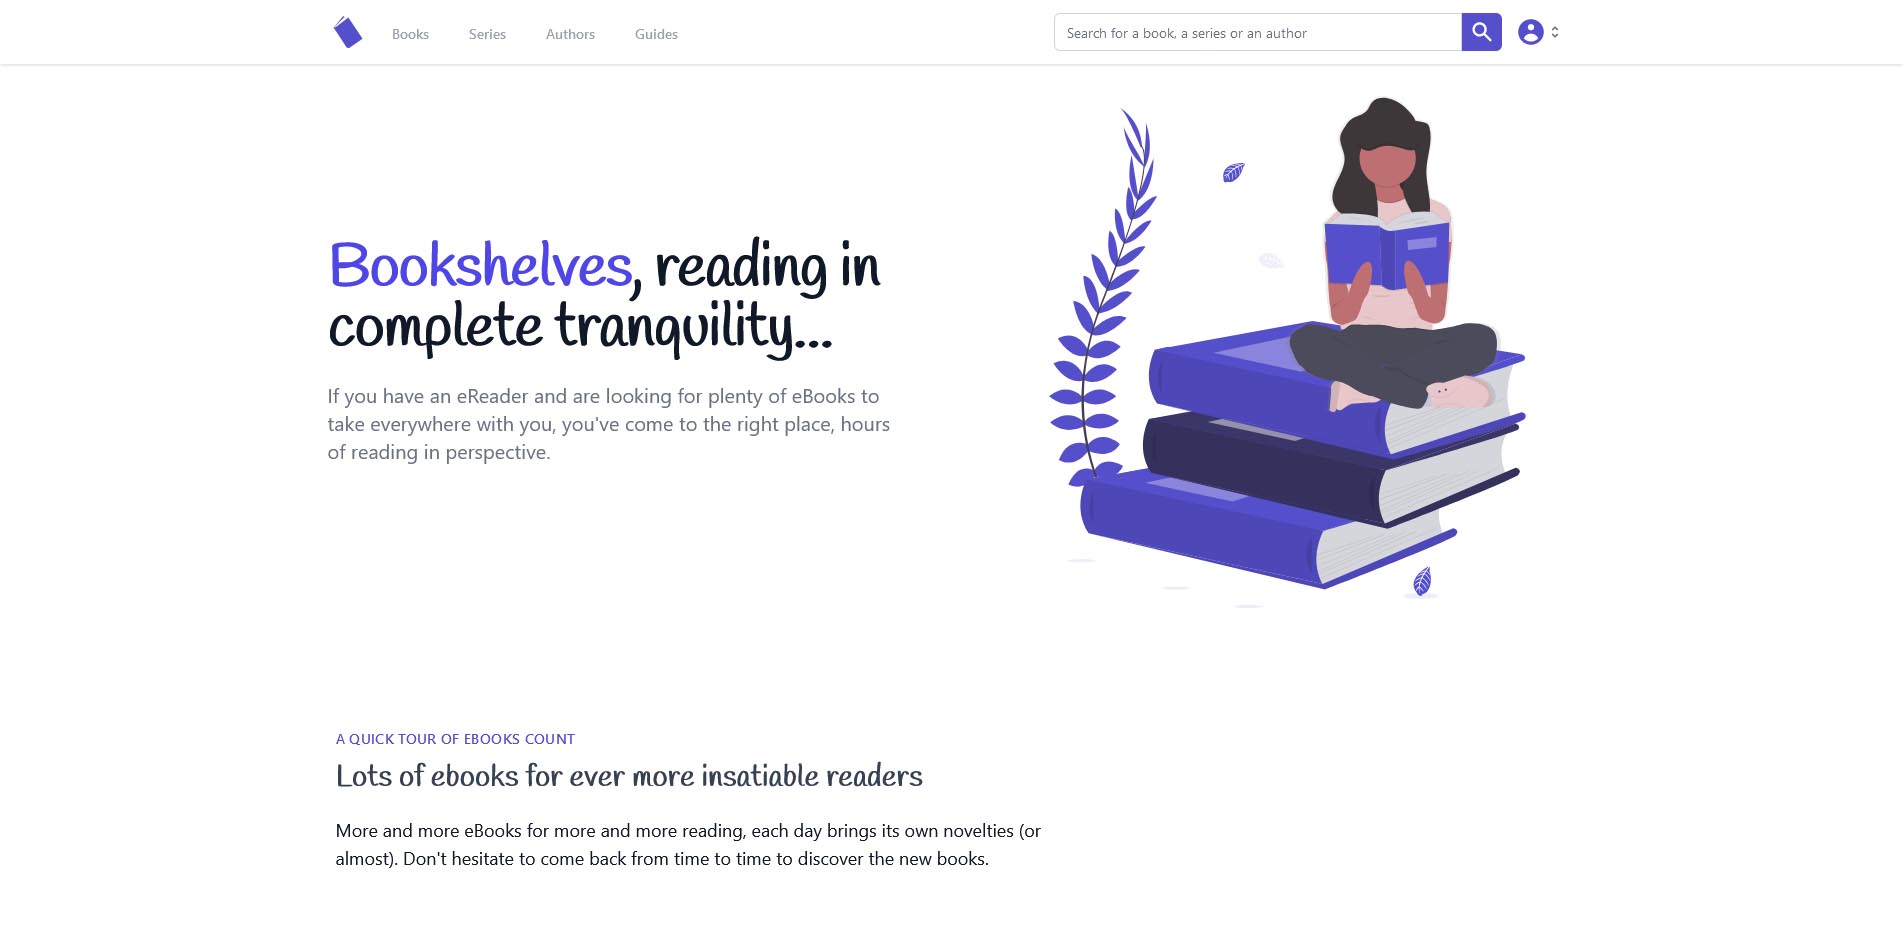 Books
Series
Authors
Guides
Search for a book, a series or an author
Bookshelves, reading in
complete tranquility...
If you have an eReader and are looking for plenty of eBooks to
take everywhere with you, you've come to the right place, hours
of reading in perspective.
A QUICK TOUR OF EBOOKS COUNT
Lots of ebooks for ever more insatiable readers
More and more eBooks for more and more reading, each day brings its own novelties (or
almost). Don't hesitate to come back from time to time to discover the new books.